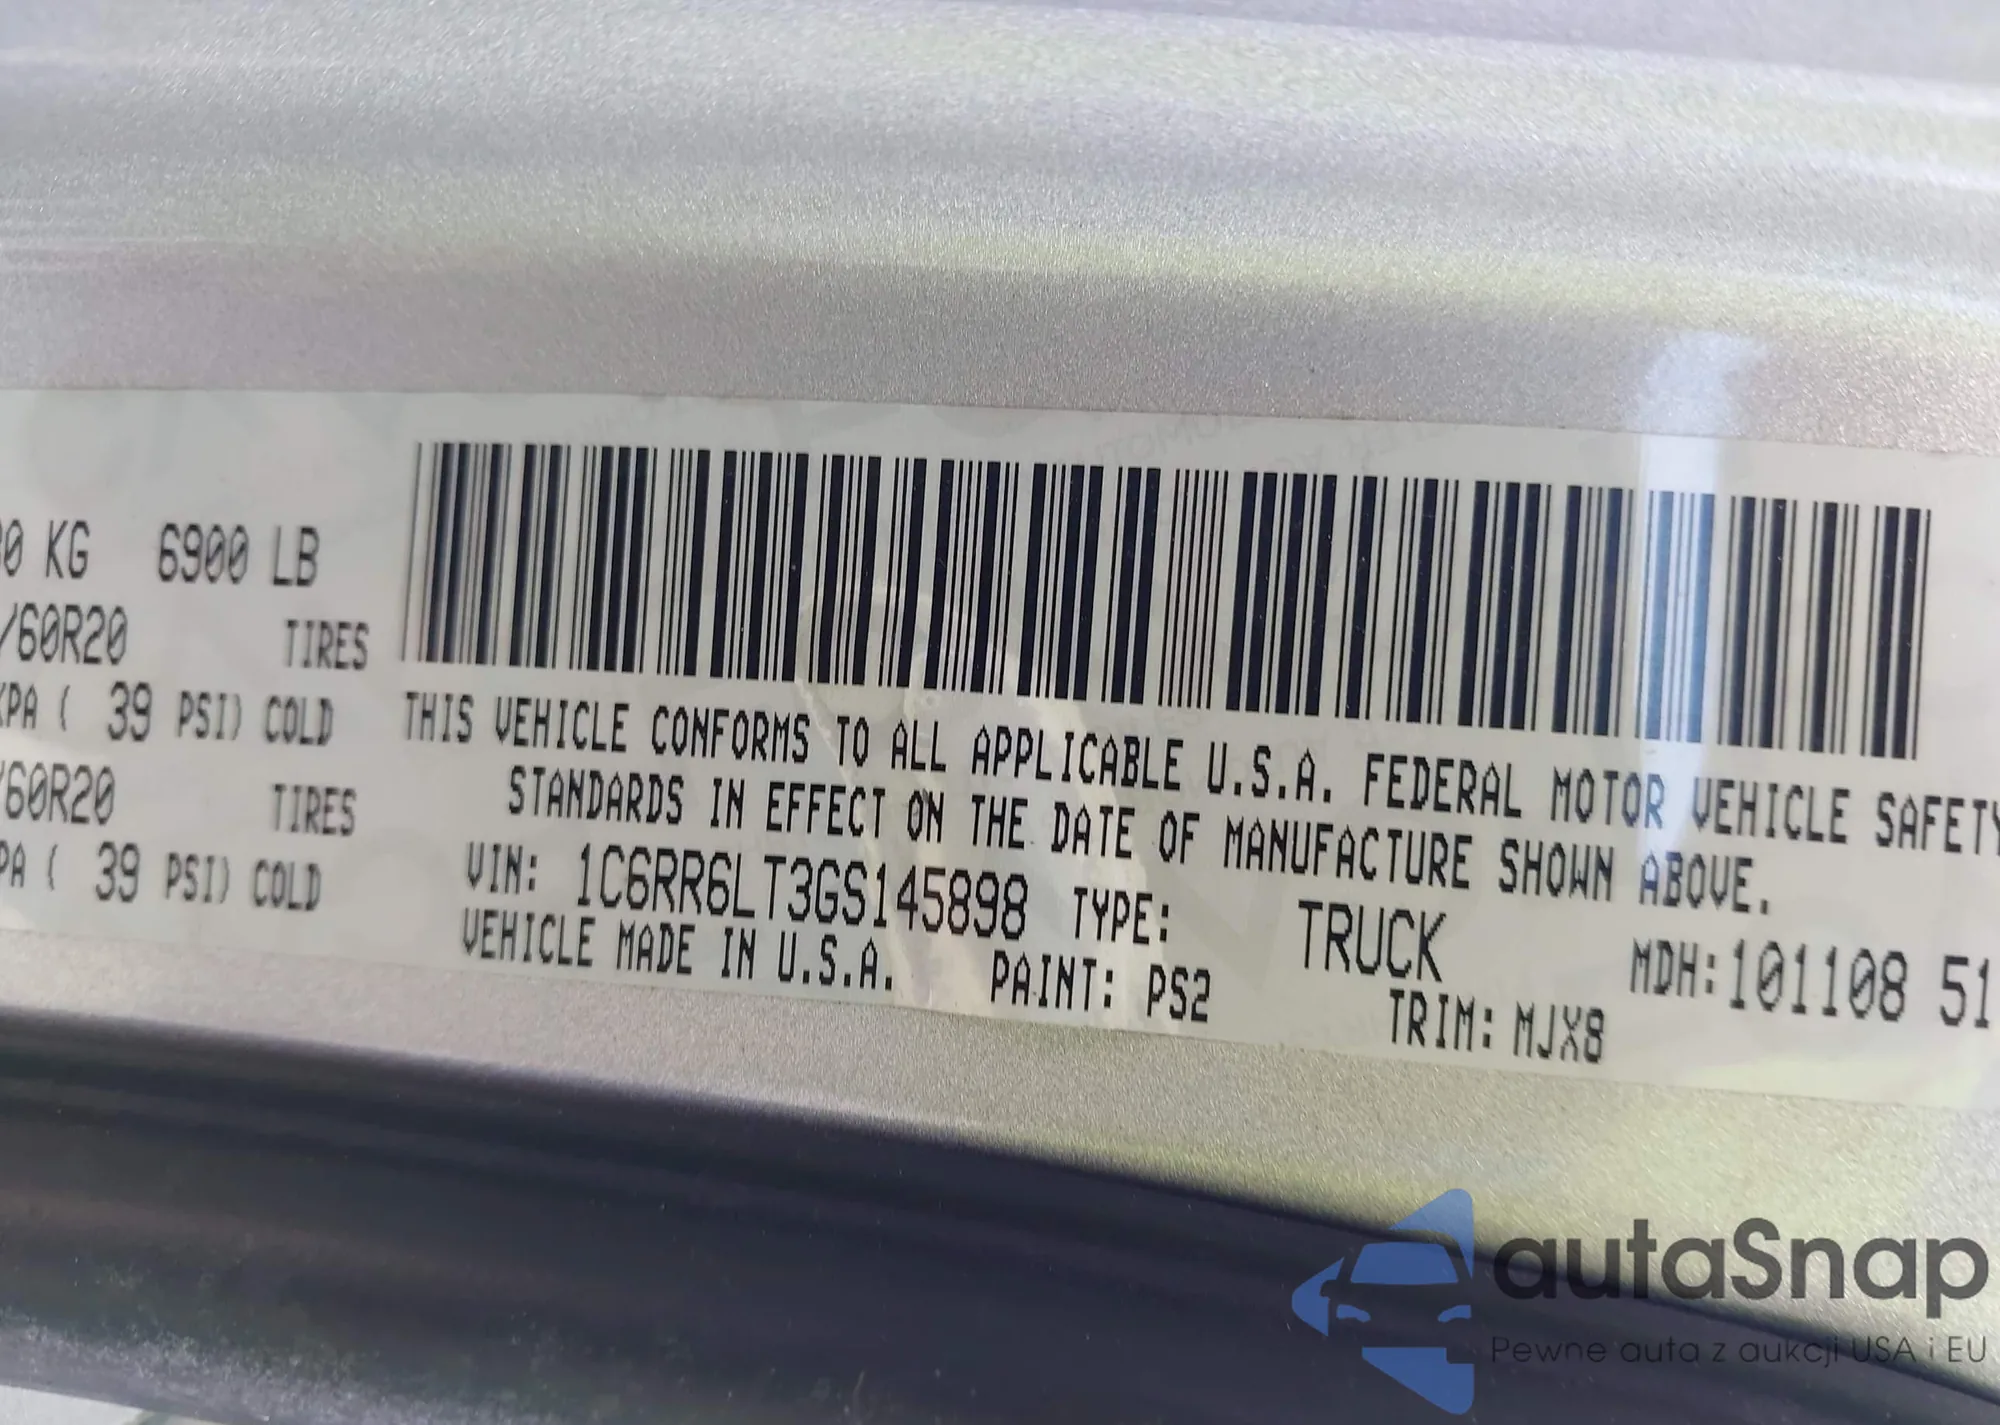 0 KG 6900 LB
/60R20 TIRES
KPA ( 39 PSI) COLD
/60R20 TIRES
PA ( 39 PSI) COLD
THIS VEHICLE CONFORMS TO ALL APPLICABLE U.S.A. FEDERAL MOTOR VEHICLE SAFETY
STANDARDS IN EFFECT ON THE DATE OF MANUFACTURE SHOWN ABOVE.
VIN: 1C6RR6LT3GS145898 TYPE: TRUCK MDH:101108 51
VEHICLE MADE IN U.S.A. PAINT: PS2 TRIM: MJX8
autaSnap
Pewne auta z aukcji USA i EU